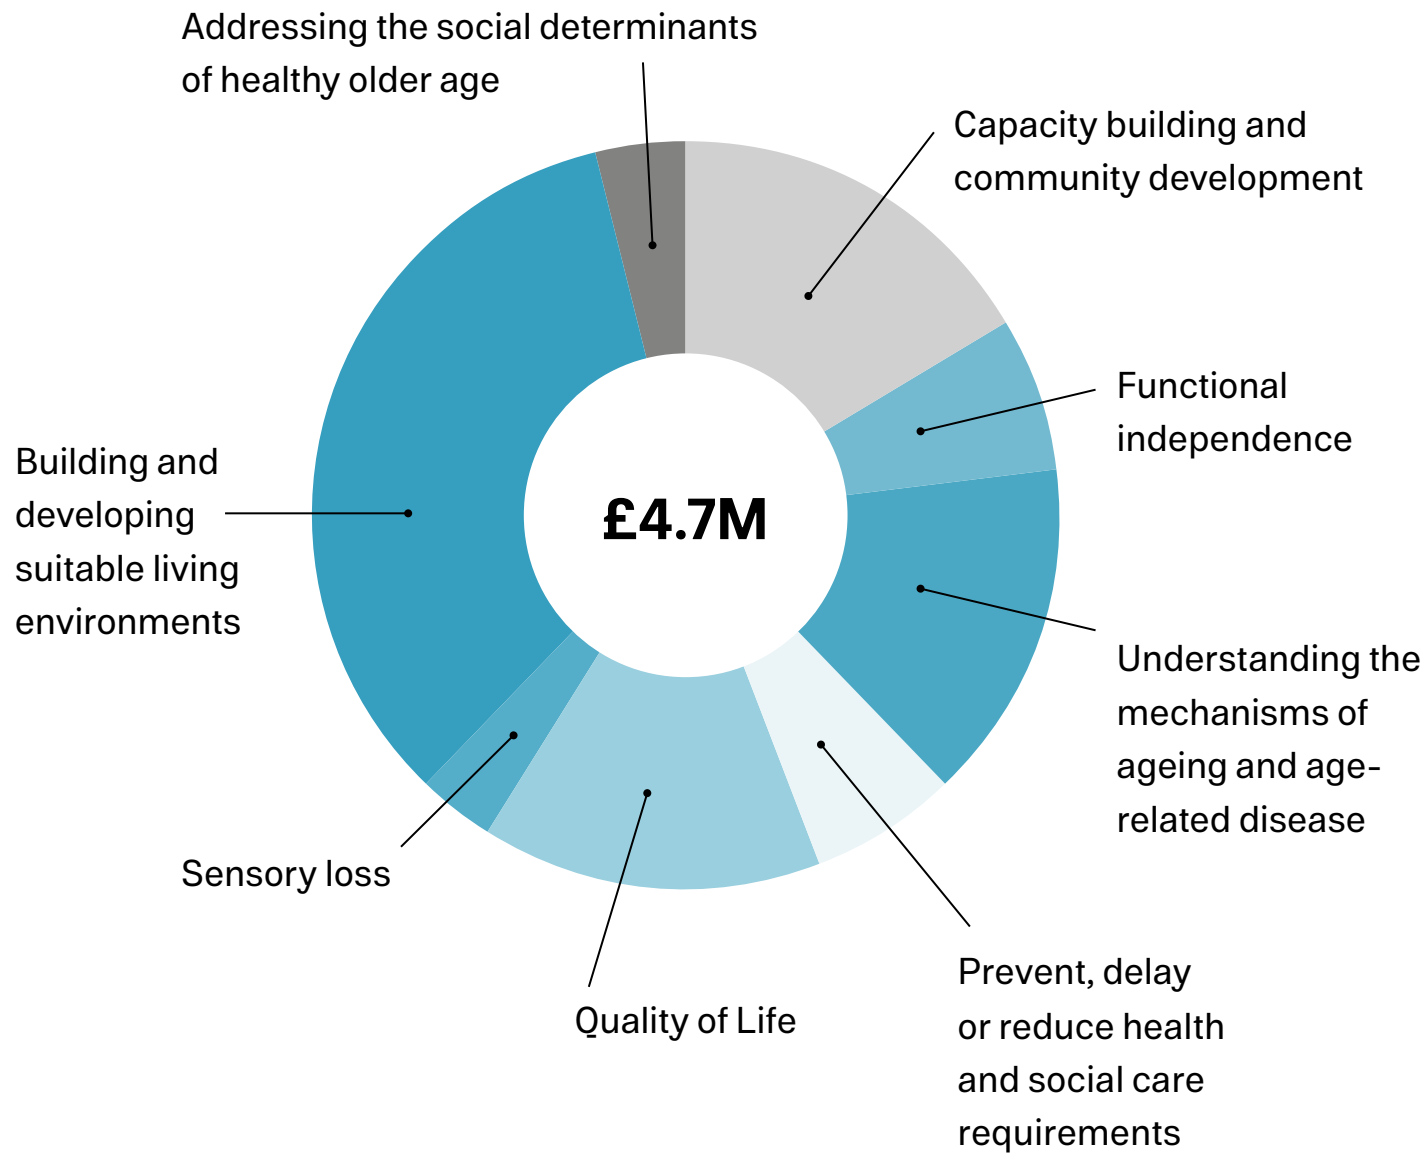 Addressing the social determinants
of healthy older age
Capacity building and
community development
Functional
independence
Building and
developing
suitable living
environments
£4.7M
Understanding the
mechanisms of
ageing and age-
related disease
Sensory loss
Prevent, delay
or reduce health
and social care
requirements
Quality of Life